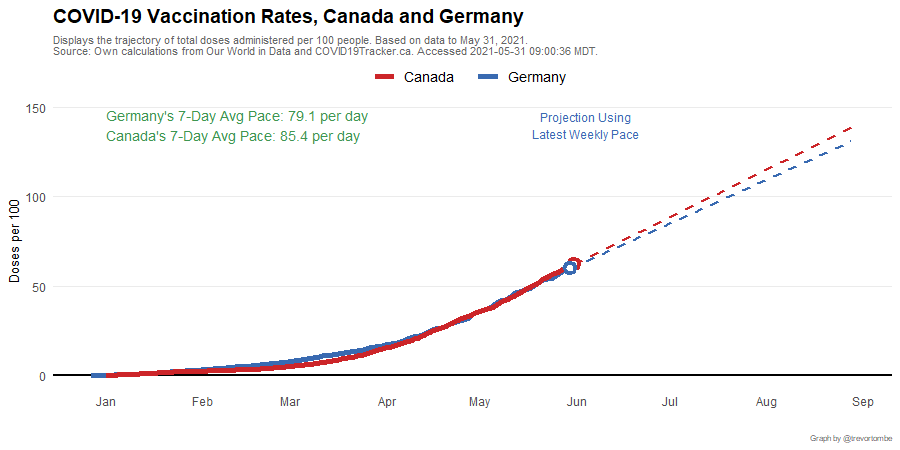 COVID-19 Vaccination Rates, Canada and Germany
Displays the trajectory of total doses administered per 100 people. Based on data to May 31, 2021.
Source: Own calculations from Our World in Data and COVID19Tracker.ca. Accessed 2021-05-31 09:00:36 MDT.
Canada Germany
Germany's 7-Day Avg Pace: 79.1 per day
Canada's 7-Day Avg Pace: 85.4 per day
Projection Using
Latest Weekly Pace
Doses per 100
150
100
50
0
Jan Feb Mar Apr May Jun Jul Aug Sep
Graph by @trevortombe